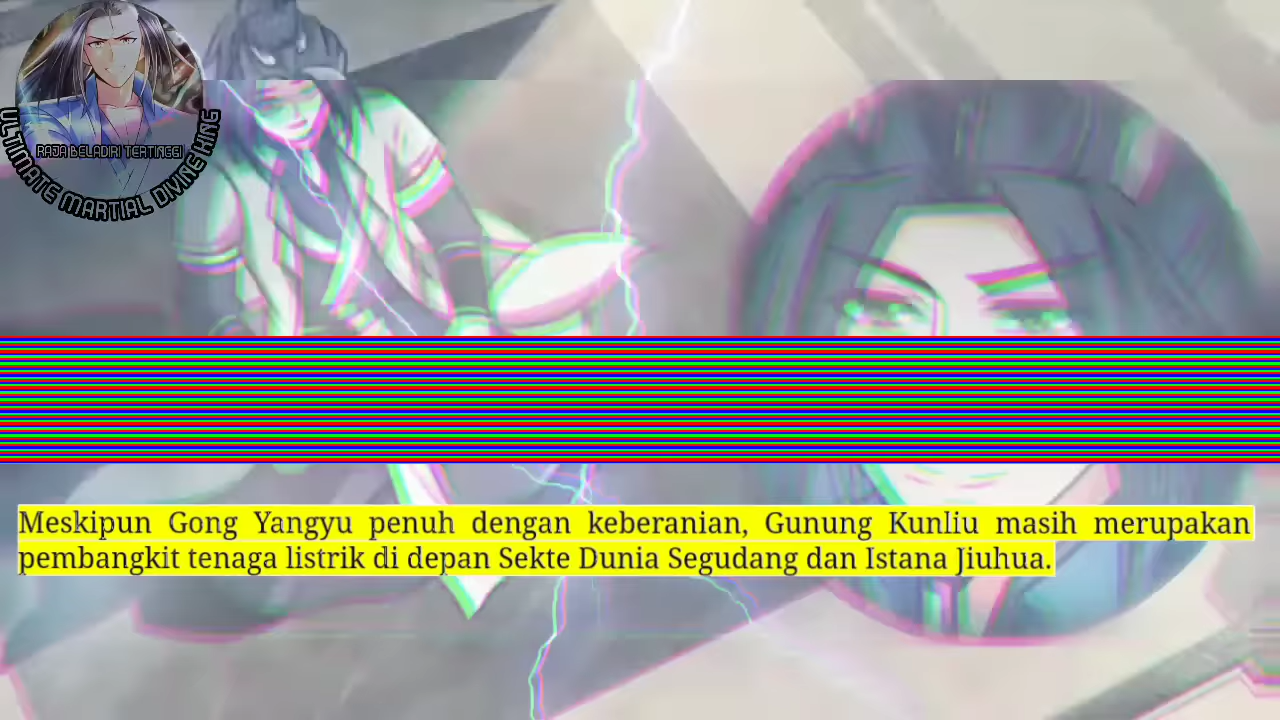 RAJA BELADIRI TERTINGGI
ULTIMATE MARTIAL DIVINE KING
Meskipun Gong Yangyu penuh dengan keberanian, Gunung Kunliu masih merupakan
pembangkit tenaga listrik di depan Sekte Dunia Segudang dan Istana Jiuhua.